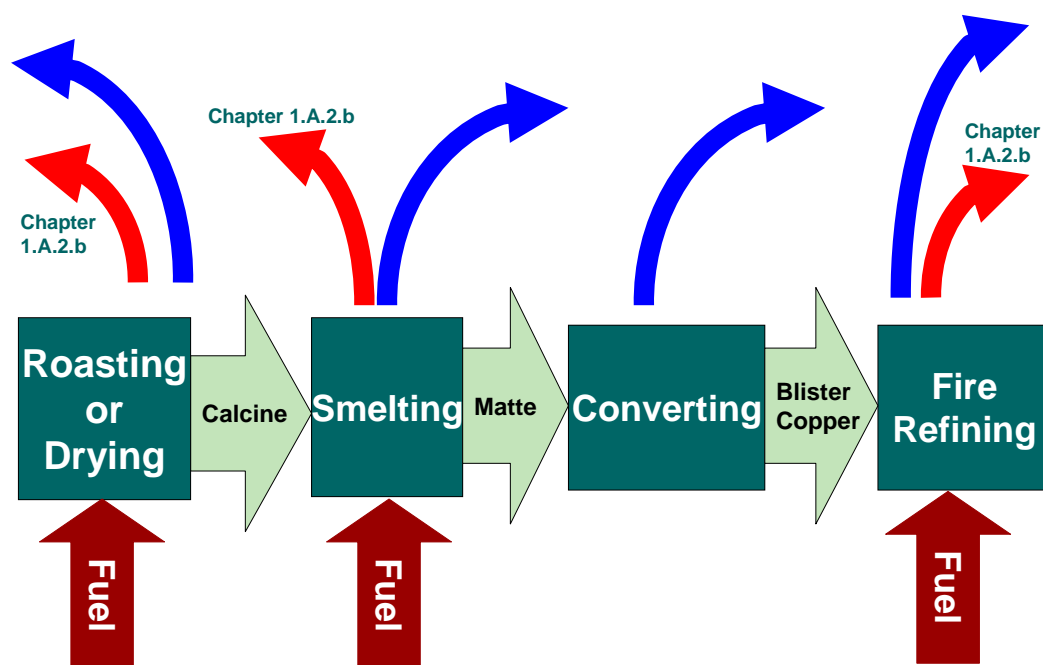 Chapter 1.A.2.b
Chapter
1.A.2.b
Chapter
1.A.2.b
Roasting
or
Drying
Calcine
Smelting
Matte
Converting
Blister
Copper
Fire
Refining
Fuel
Fuel
Fuel